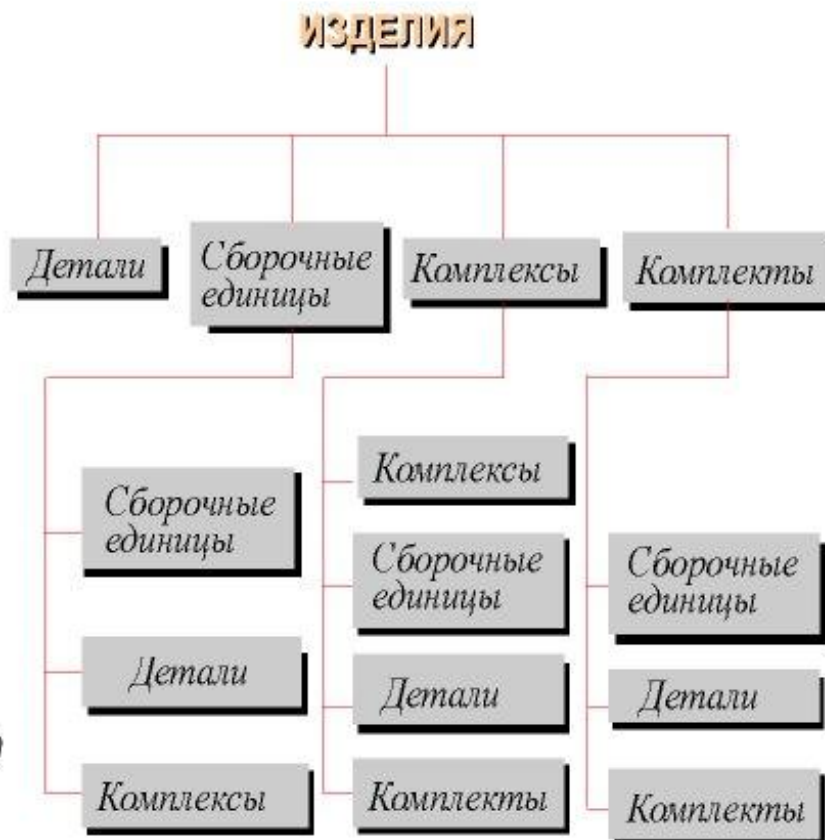 ИЗДЕЛИЯ
Детали
Сборочные
единицы
Комплексы
Комплекты
Сборочные
единицы
Детали
Комплексы
Комплексы
Сборочные
единицы
Детали
Комплекты
Сборочные
единицы
Детали
Комплекты